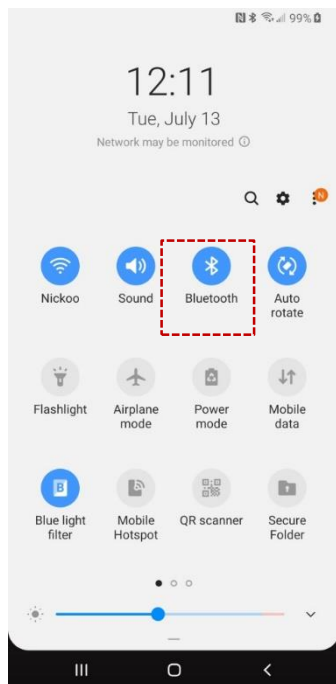 99%
12:11
Tue, July 13
Network may be monitored
N
Nickoo
Sound
Bluetooth
Auto
rotate
Flashlight
Airplane
mode
Power
mode
Mobile
data
B
Blue light
filter
Mobile
Hotspot
QR scanner
Secure
Folder